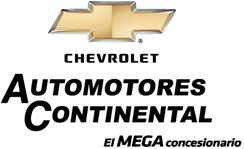 CHEVROLET
AUTOMOTORES
CONTINENTAL
El MEGA concesionario